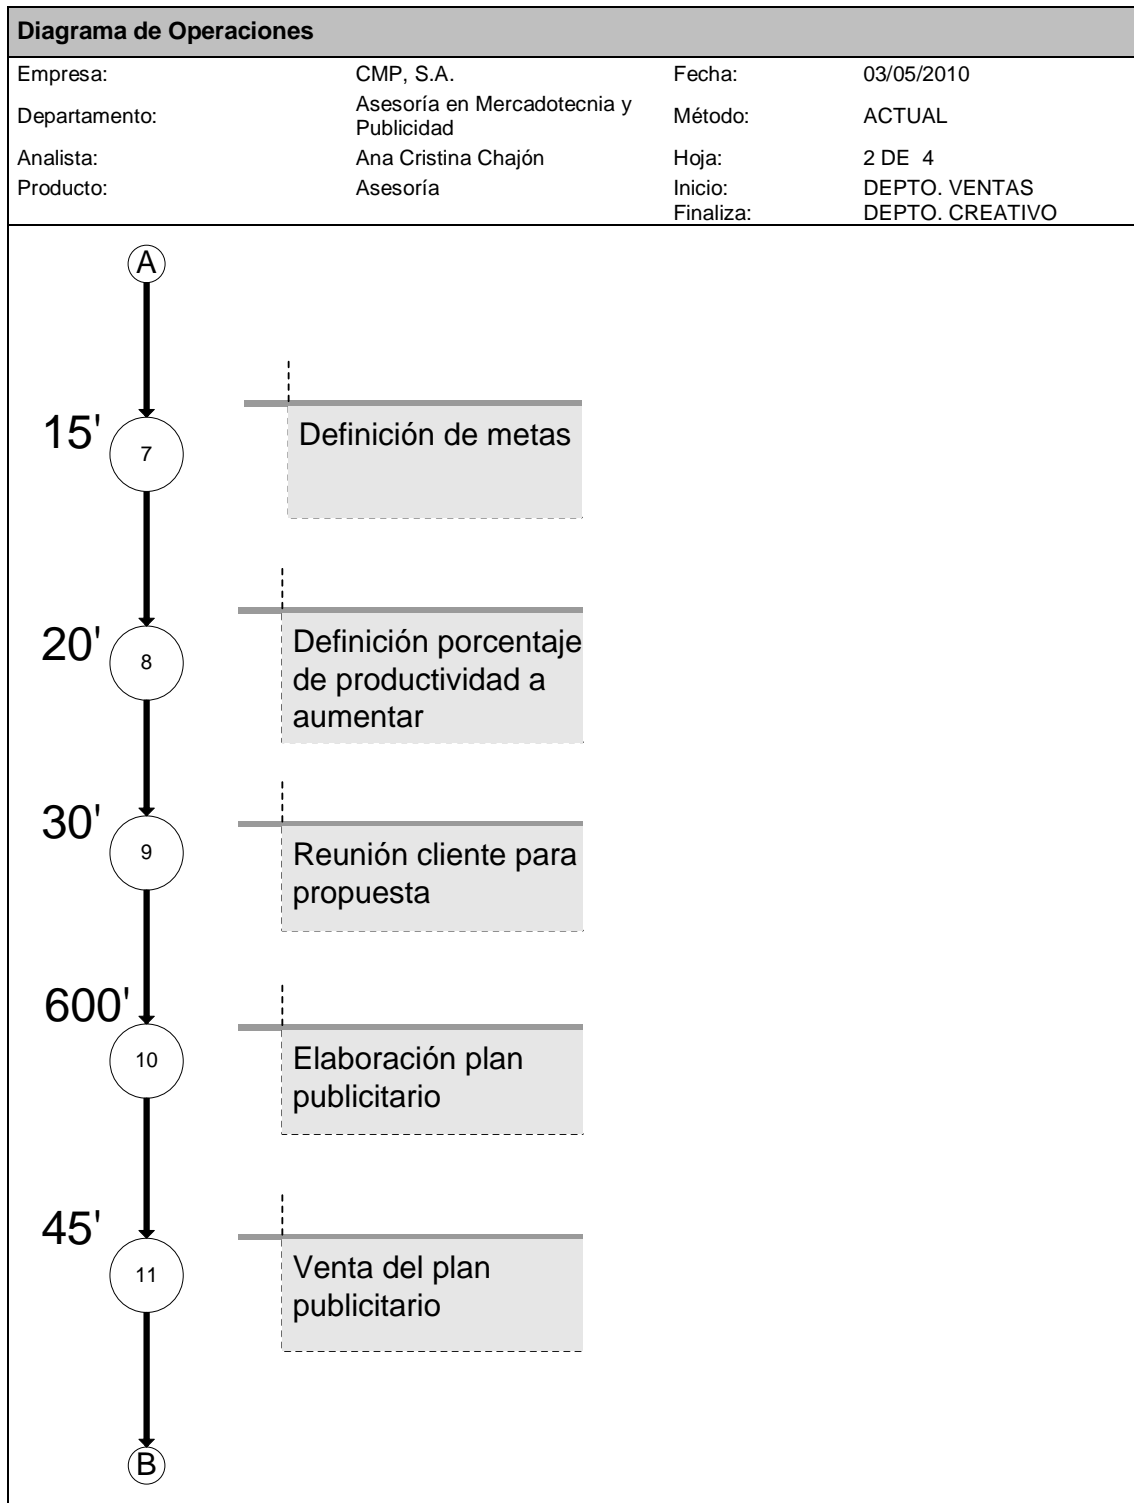 Diagrama de Operaciones
Empresa: CMP, S.A. Fecha: 03/05/2010
Departamento: Asesoría en Mercadotecnia y Publicidad Método: ACTUAL
Analista: Ana Cristina Chajón Hoja: 2 DE 4
Producto: Asesoría Inicio: DEPTO. VENTAS
Finaliza: DEPTO. CREATIVO
A
15'
7
Definición de metas
20'
8
Definición porcentaje
de productividad a
aumentar
30'
9
Reunión cliente para
propuesta
600'
10
Elaboración plan
publicitario
45'
11
Venta del plan
publicitario
B